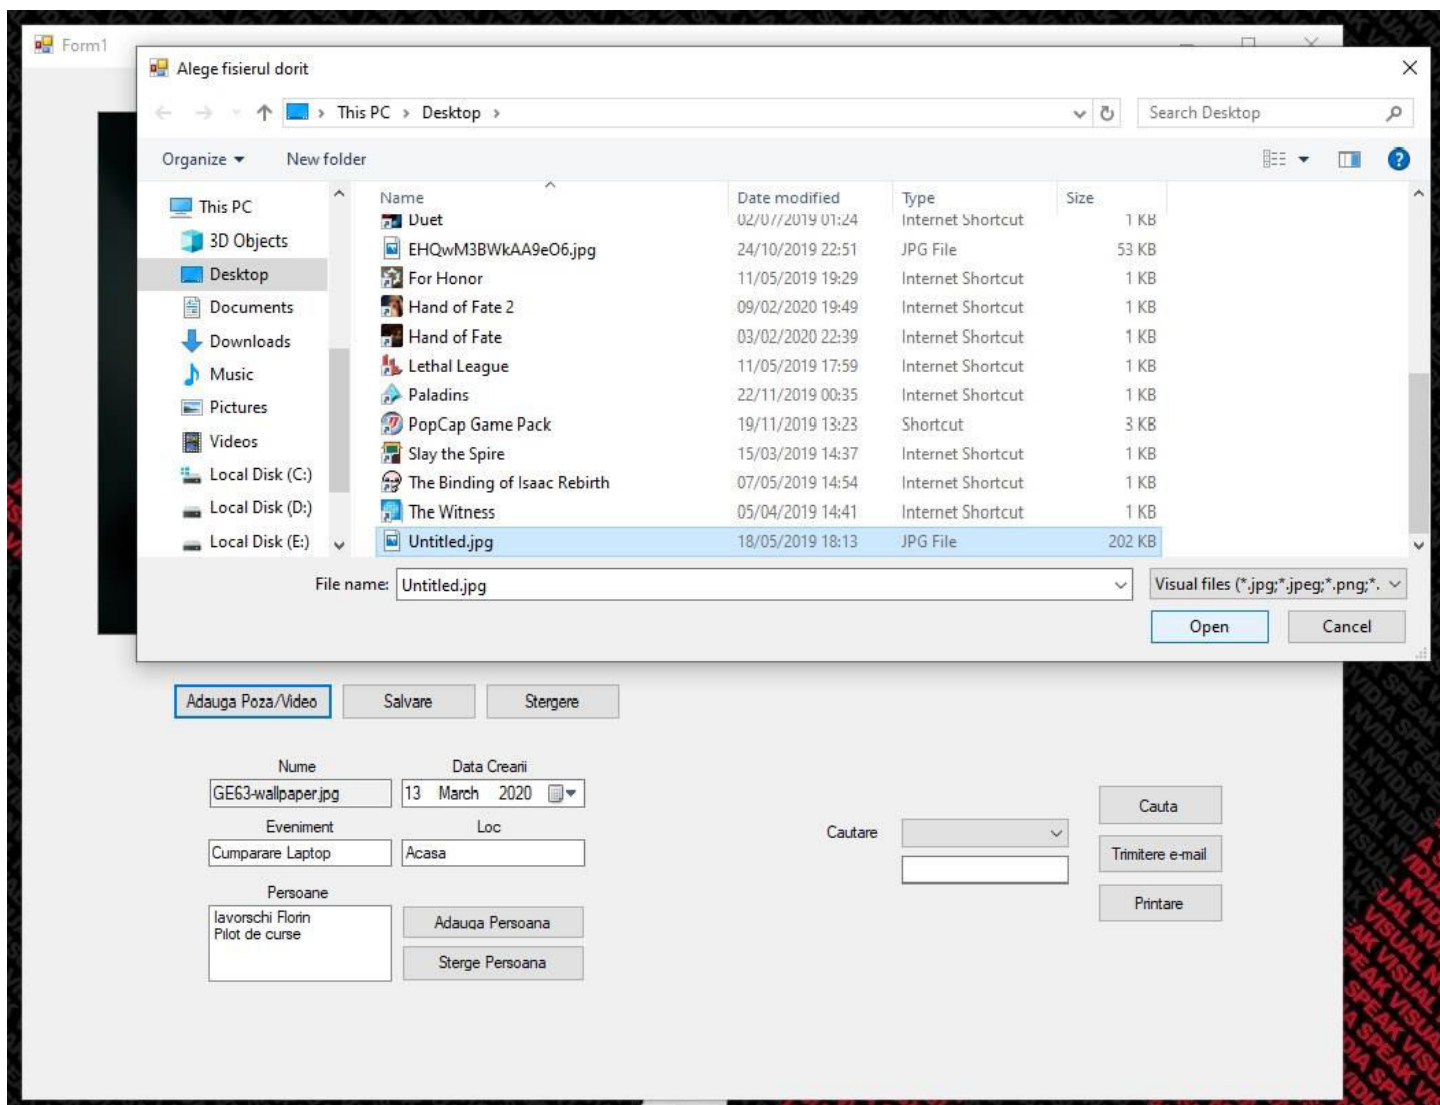 Form1
Alege fisierul dorit
This PC > Desktop >
Search Desktop
Organize
New folder
This PC
3D Objects
Desktop
Documents
Downloads
Music
Pictures
Videos
Local Disk (C:)
Local Disk (D:)
Local Disk (E:)
Name Date modified Type Size
Duet 02/07/2019 01:24 Internet Shortcut 1 KB
EHQwM3BWkAA9eO6.jpg 24/10/2019 22:51 JPG File 53 KB
For Honor 11/05/2019 19:29 Internet Shortcut 1 KB
Hand of Fate 2 09/02/2020 19:49 Internet Shortcut 1 KB
Hand of Fate 03/02/2020 22:39 Internet Shortcut 1 KB
Lethal League 11/05/2019 17:59 Internet Shortcut 1 KB
Paladins 22/11/2019 00:35 Internet Shortcut 1 KB
PopCap Game Pack 19/11/2019 13:23 Shortcut 3 KB
Slay the Spire 15/03/2019 14:37 Internet Shortcut 1 KB
The Binding of Isaac Rebirth 07/05/2019 14:54 Internet Shortcut 1 KB
The Witness 05/04/2019 14:41 Internet Shortcut 1 KB
Untitled.jpg 18/05/2019 18:13 JPG File 202 KB
File name: Untitled.jpg
Visual files (*.jpg;*.jpeg;*.png;*.
Open
Cancel
Adauga Poza/Video
Salvare
Stergere
Nume
GE63-wallpaper.jpg
Data Crearii
13 March 2020
Eveniment
Cumparare Laptop
Loc
Acasa
Persoane
Iavorschi Florin
Pilot de curse
Adauga Persoana
Sterge Persoana
Cautare
Cauta
Trimitere e-mail
Printare